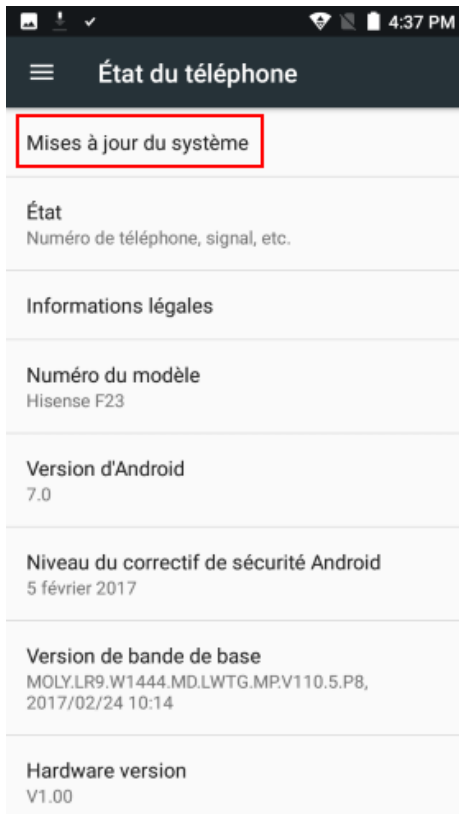 4:37 PM
État du téléphone
Mises à jour du système
État
Numéro de téléphone, signal, etc.
Informations légales
Numéro du modèle
Hisense F23
Version d'Android
7.0
Niveau du correctif de sécurité Android
5 février 2017
Version de bande de base
MOLY.LR9.W1444.MD.LWTG.MP.V110.5.P8,
2017/02/24 10:14
Hardware version
V1.00